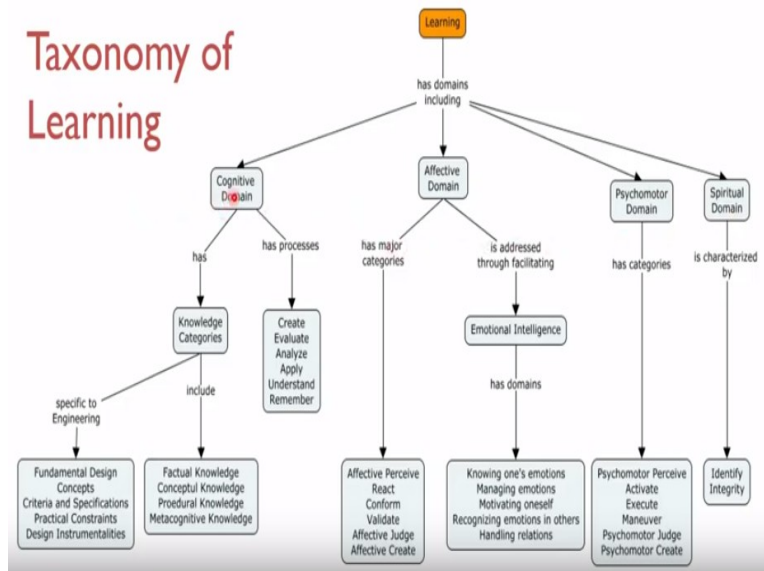 Taxonomy of
Learning
Learning
has domains
including
Cognitive
Domain
Affective
Domain
Psychomotor
Domain
Spiritual
Domain
has
has processes
has major
categories
is addressed
through facilitating
has categories
is characterized
by
Knowledge
Categories
Create
Evaluate
Analyze
Apply
Understand
Remember
Emotional Intelligence
specific to
Engineering
include
has domains
Fundamental Design
Concepts
Criteria and Specifications
Practical Constraints
Design Instrumentalities
Factual Knowledge
Conceptul Knowledge
Proedural Knowledge
Metacognitive Knowledge
Affective Perceive
React
Conform
Validate
Affective Judge
Affective Create
Knowing one's emotions
Managing emotions
Motivating oneself
Recognizing emotions in others
Handling relations
Psychomotor Perceive
Activate
Execute
Maneuver
Psychomotor Judge
Psychomotor Create
Identify
Integrity